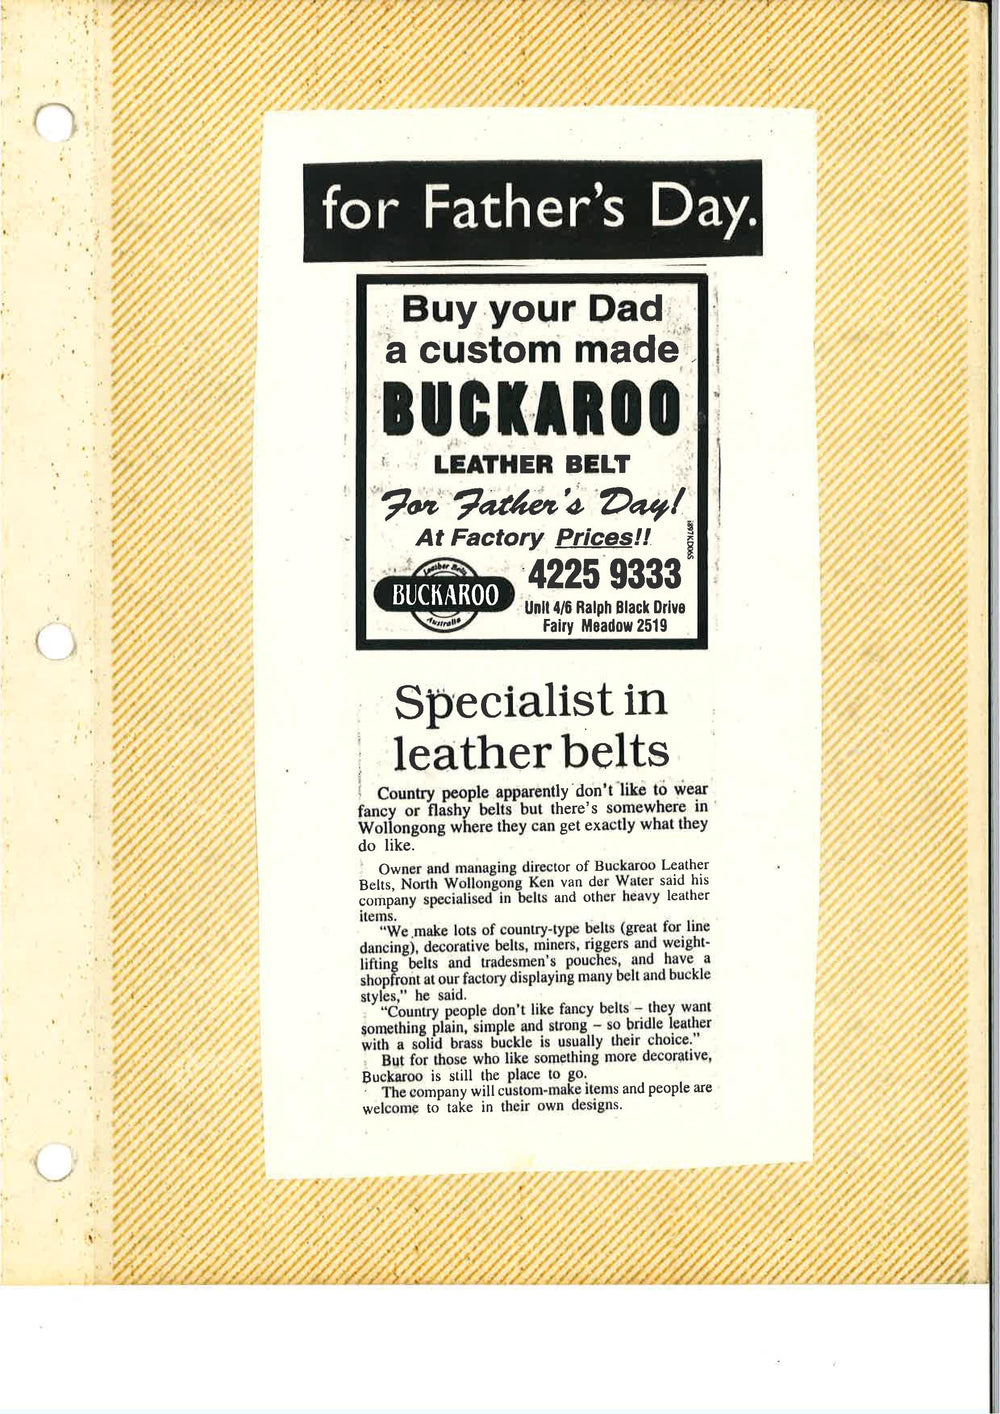 for Father's Day.
Buy your Dad
a custom made
BUCKAROO
LEATHER BELT
For Father's Day!
At Factory Prices!!
4225 9333
Leather Belts
BUCKAROO
Australia
Unit 4/6 Ralph Black Drive
Fairy Meadow 2519
Specialist in
leather belts
Country people apparently don't like to wear
fancy or flashy belts but there's somewhere in
Wollongong where they can get exactly what they
do like.
Owner and managing director of Buckaroo Leather
Belts, North Wollongong Ken van der Water said his
company specialised in belts and other heavy leather
items.
"We make lots of country-type belts (great for line
dancing), decorative belts, miners, riggers and weight-
lifting belts and tradesmen's pouches, and have a
shopfront at our factory displaying many belt and buckle
styles," he said.
"Country people don't like fancy belts – they want
something plain, simple and strong – so bridle leather
with a solid brass buckle is usually their choice."
But for those who like something more decorative,
Buckaroo is still the place to go.
The company will custom-make items and people are
welcome to take in their own designs.